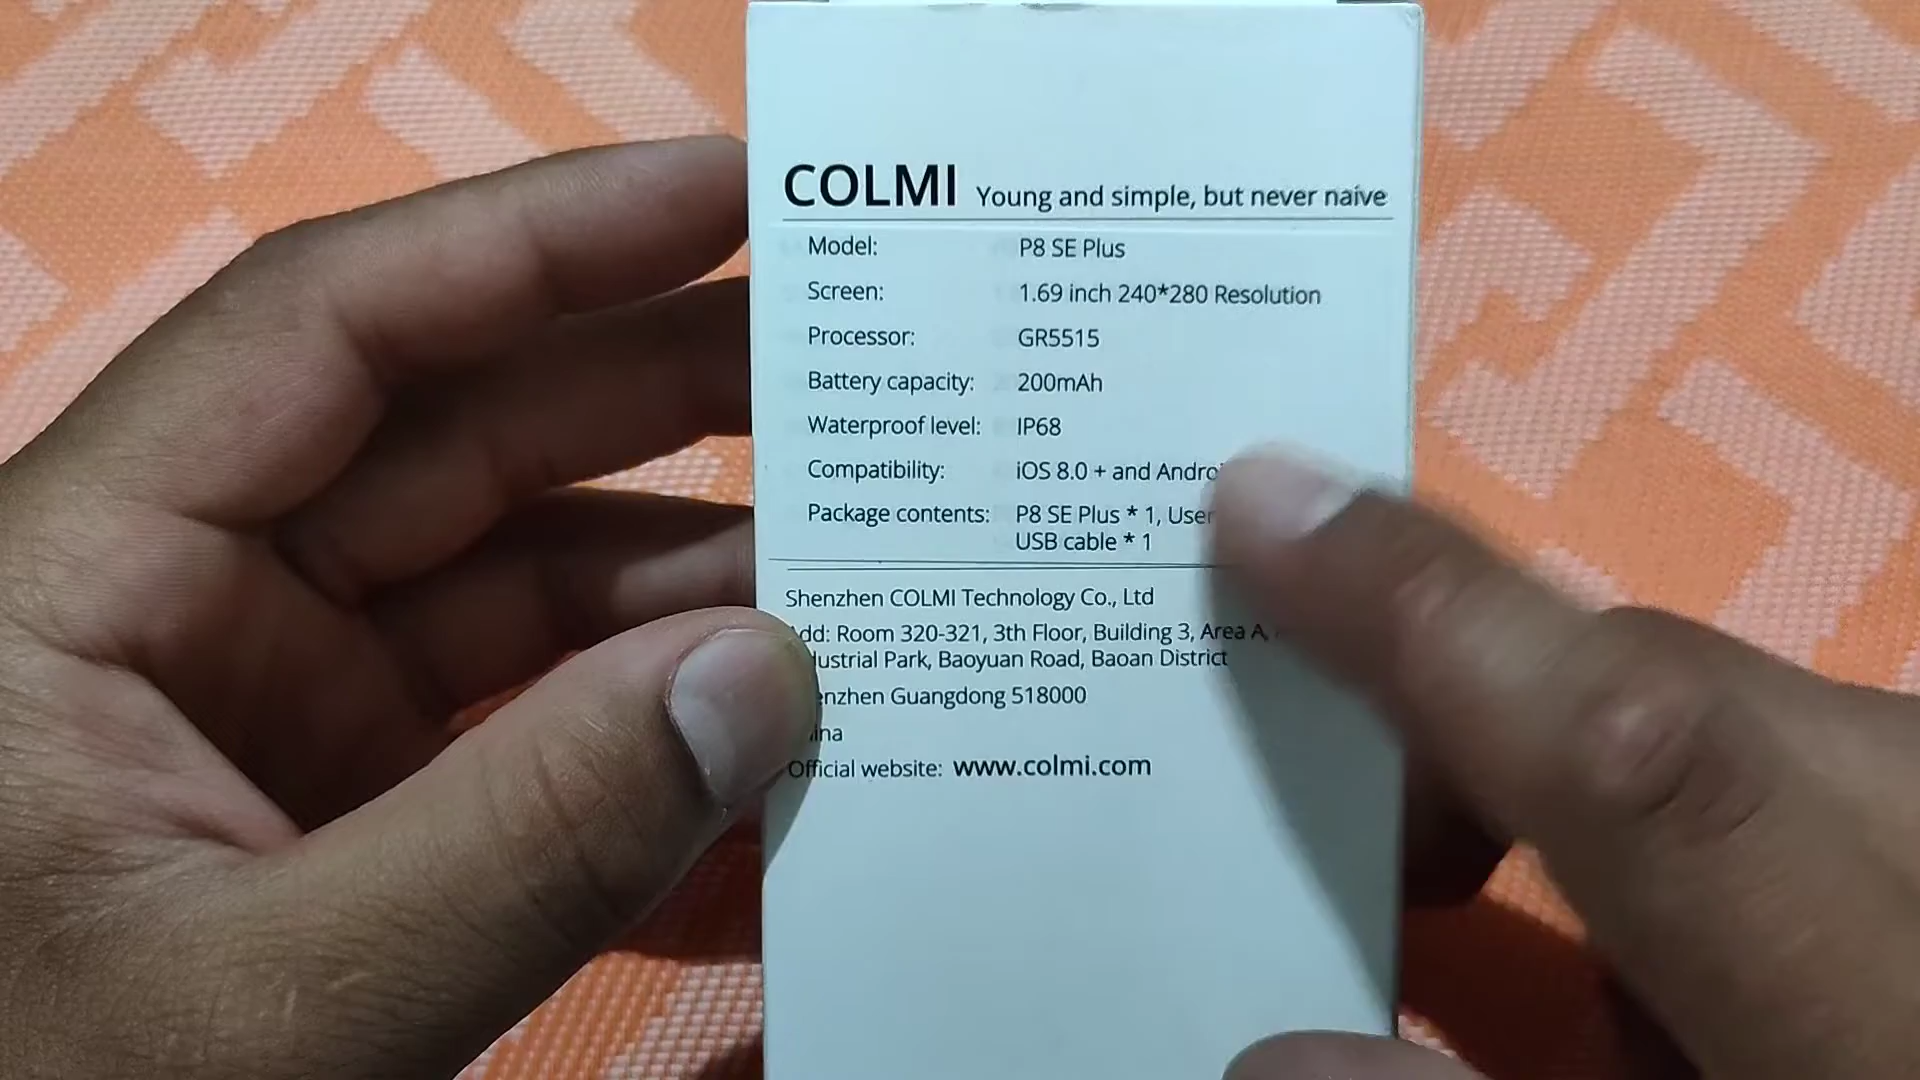 COLMI Young and simple, but never naive
Model: P8 SE Plus
Screen: 1.69 inch 240*280 Resolution
Processor: GR5515
Battery capacity: 200mAh
Waterproof level: IP68
Compatibility: iOS 8.0 + and
Package contents: P8 SE Plus * 1, User
USB cable * 1
Shenzhen COLMI Technology Co., Ltd
Room 320-321, 3th Floor, Building 3, Area A,
Park, Baoyuan Road, Baoan District
Guangdong 518000
Official website: www.colmi.com